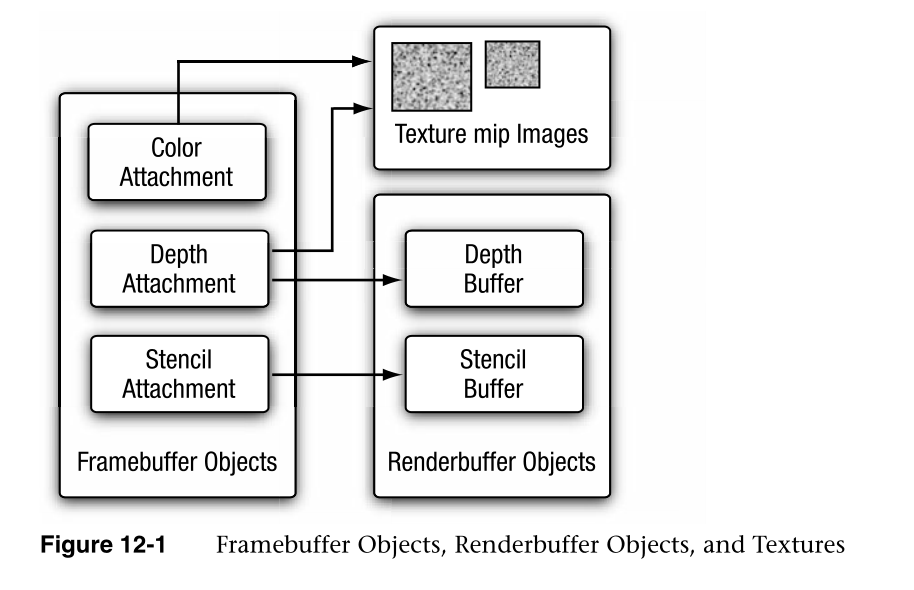 Color
Attachment
Depth
Attachment
Stencil
Attachment
Framebuffer Objects
Texture mip Images
Depth
Buffer
Stencil
Buffer
Renderbuffer Objects
Figure 12-1 Framebuffer Objects, Renderbuffer Objects, and Textures